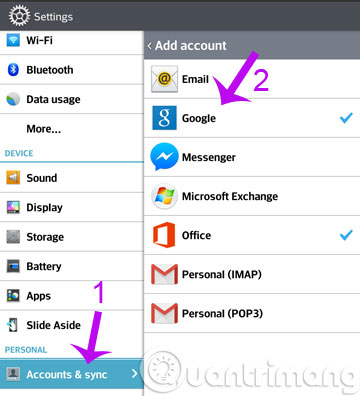 Settings
Wi-Fi
Bluetooth
Data usage
More...
DEVICE
Sound
Display
Storage
Battery
Apps
Slide Aside
PERSONAL
Accounts & sync
1
Add account
Email
2
Google
Messenger
Microsoft Exchange
Office
Personal (IMAP)
Personal (POP3)
Quantrimang